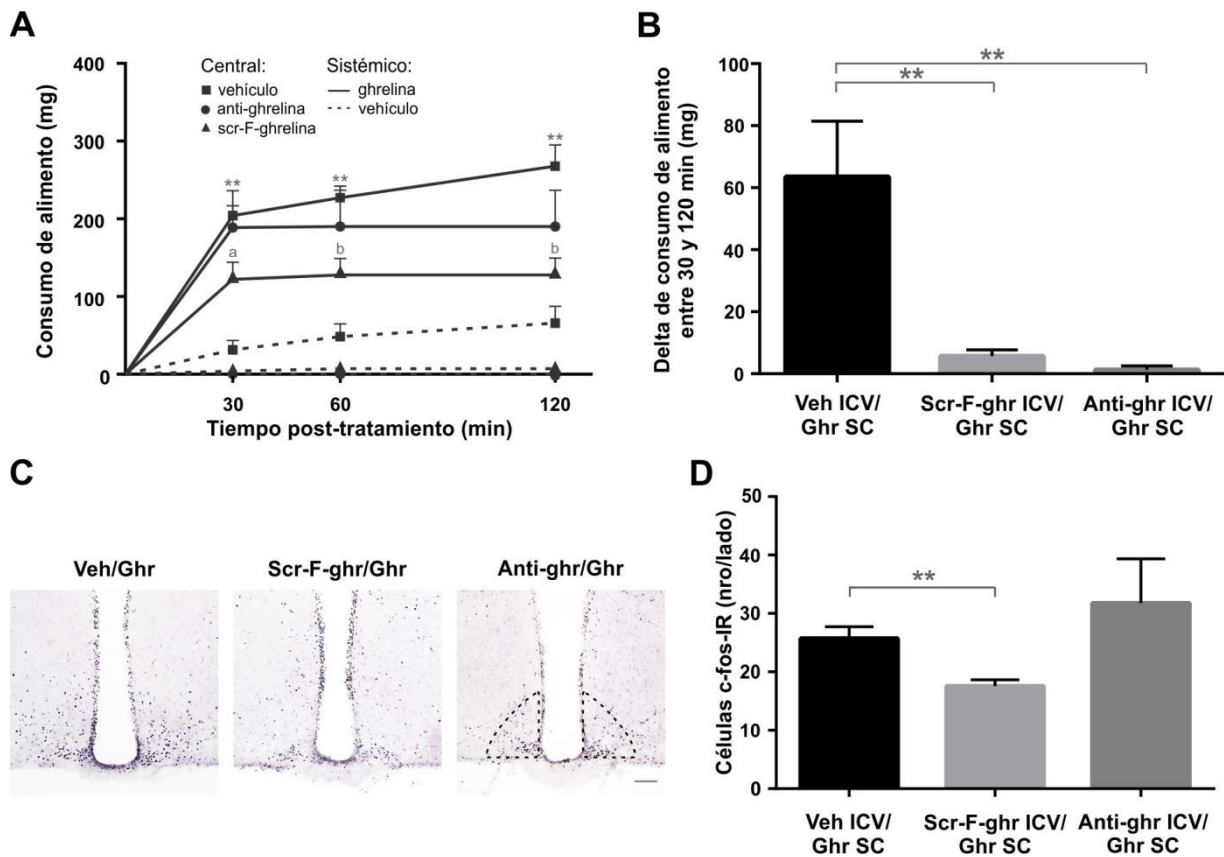 A
Consumo de alimento (mg)
400
300
200
100
0
Central:
vehículo
anti-ghrelina
scr-F-ghrelina
Sistémico:
ghrelina
vehículo
**
**
**
a
b
b
30
60
120
Tiempo post-tratamiento (min)
B
Delta de consumo de alimento
entre 30 y 120 min (mg)
100
80
60
40
20
0
**
**
Veh ICV/
Ghr SC
Scr-F-ghr ICV/
Ghr SC
Anti-ghr ICV/
Ghr SC
C
Veh/Ghr
Scr-F-ghr/Ghr
Anti-ghr/Ghr
D
Células c-fos-IR (nro/lado)
50
40
30
20
10
0
**
Veh ICV/
Ghr SC
Scr-F-ghr ICV/
Ghr SC
Anti-ghr ICV/
Ghr SC